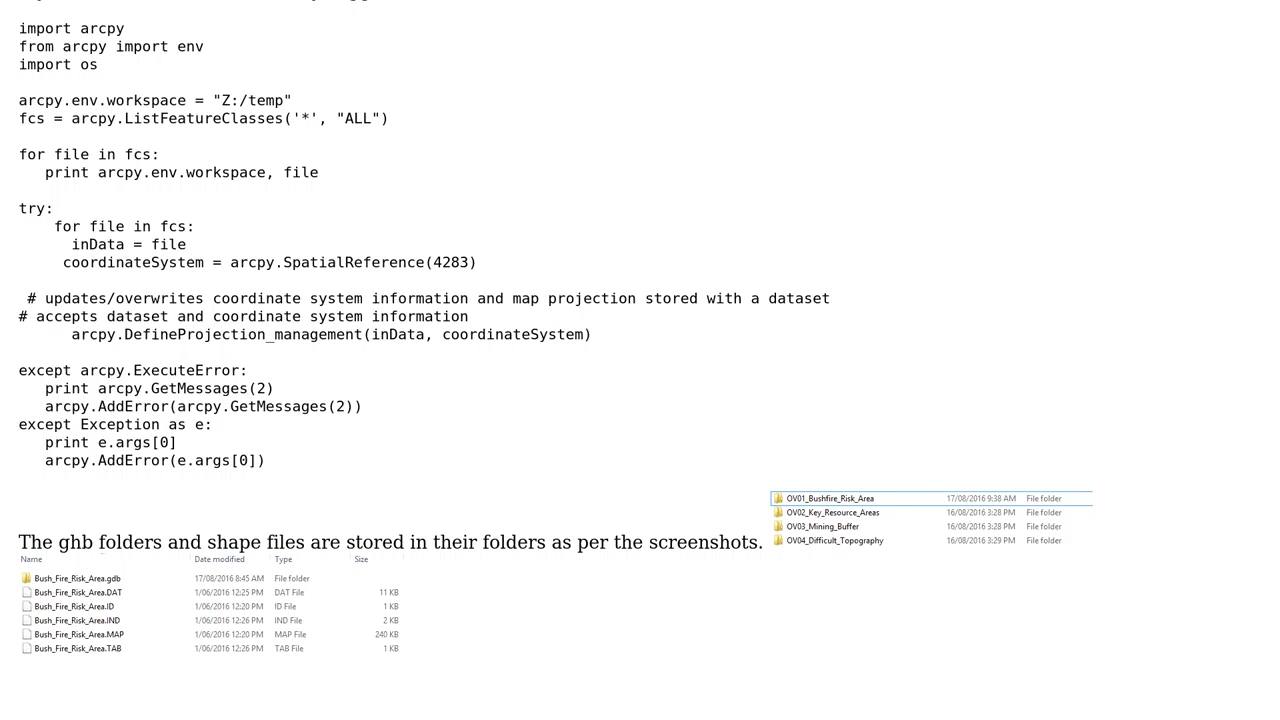 import arcpy
from arcpy import env
import os
arcpy.env.workspace = "Z:/temp"
fcs = arcpy.ListFeatureClasses('*', "ALL")
for file in fcs:
   print arcpy.env.workspace, file
try:
    for file in fcs:
      inData = file
     coordinateSystem = arcpy.SpatialReference(4283)
 # updates/overwrites coordinate system information and map projection stored with a dataset
# accepts dataset and coordinate system information
      arcpy.DefineProjection_management(inData, coordinateSystem)
except arcpy.ExecuteError:
   print arcpy.GetMessages(2)
   arcpy.AddError(arcpy.GetMessages(2))
except Exception as e:
   print e.args[0]
   arcpy.AddError(e.args[0])
OV01_Bushfire_Risk_Area 17/08/2016 9:38 AM File folder
OV02_Key_Resource_Areas 16/08/2016 3:28 PM File folder
OV03_Mining_Buffer 16/08/2016 3:28 PM File folder
OV04_Difficult_Topography 16/08/2016 3:29 PM File folder
The ghb folders and shape files are stored in their folders as per the screenshots.
Name Date modified Type Size
Bush_Fire_Risk_Area.gdb 17/08/2016 8:45 AM File folder
Bush_Fire_Risk_Area.DAT 1/06/2016 12:25 PM DAT File 11 KB
Bush_Fire_Risk_Area.ID 1/06/2016 12:20 PM ID File 1 KB
Bush_Fire_Risk_Area.IND 1/06/2016 12:26 PM IND File 2 KB
Bush_Fire_Risk_Area.MAP 1/06/2016 12:20 PM MAP File 240 KB
Bush_Fire_Risk_Area.TAB 1/06/2016 12:26 PM TAB File 1 KB